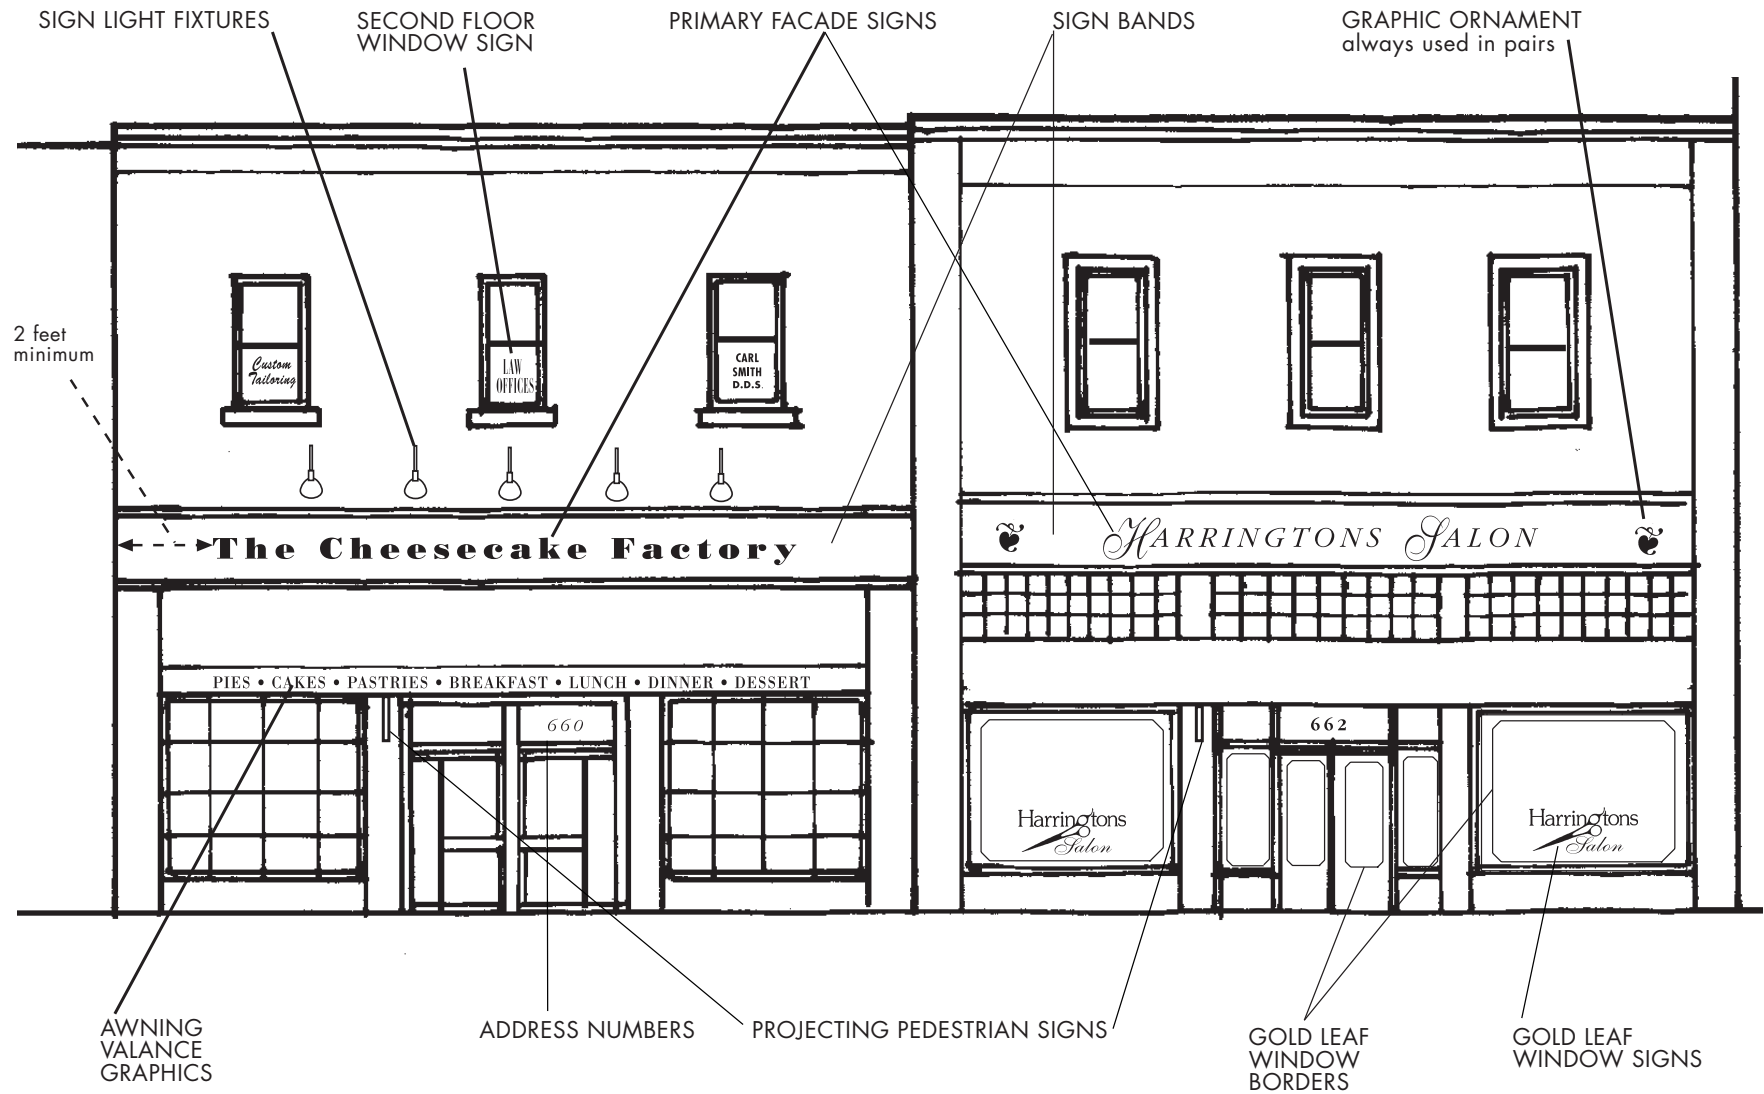 SIGN LIGHT FIXTURES
SECOND FLOOR
WINDOW SIGN
PRIMARY FACADE SIGNS
SIGN BANDS
GRAPHIC ORNAMENT
always used in pairs
2 feet
minimum
Custom
Tailoring
LAW
OFFICES
CARL
SMITH
D.D.S.
The Cheesecake Factory
HARRINGTONS SALON
PIES • CAKES • PASTRIES • BREAKFAST • LUNCH • DINNER • DESSERT
660
662
Harringtons
Salon
Harringtons
Salon
AWNING
VALANCE
GRAPHICS
ADDRESS NUMBERS
PROJECTING PEDESTRIAN SIGNS
GOLD LEAF
WINDOW
BORDERS
GOLD LEAF
WINDOW SIGNS